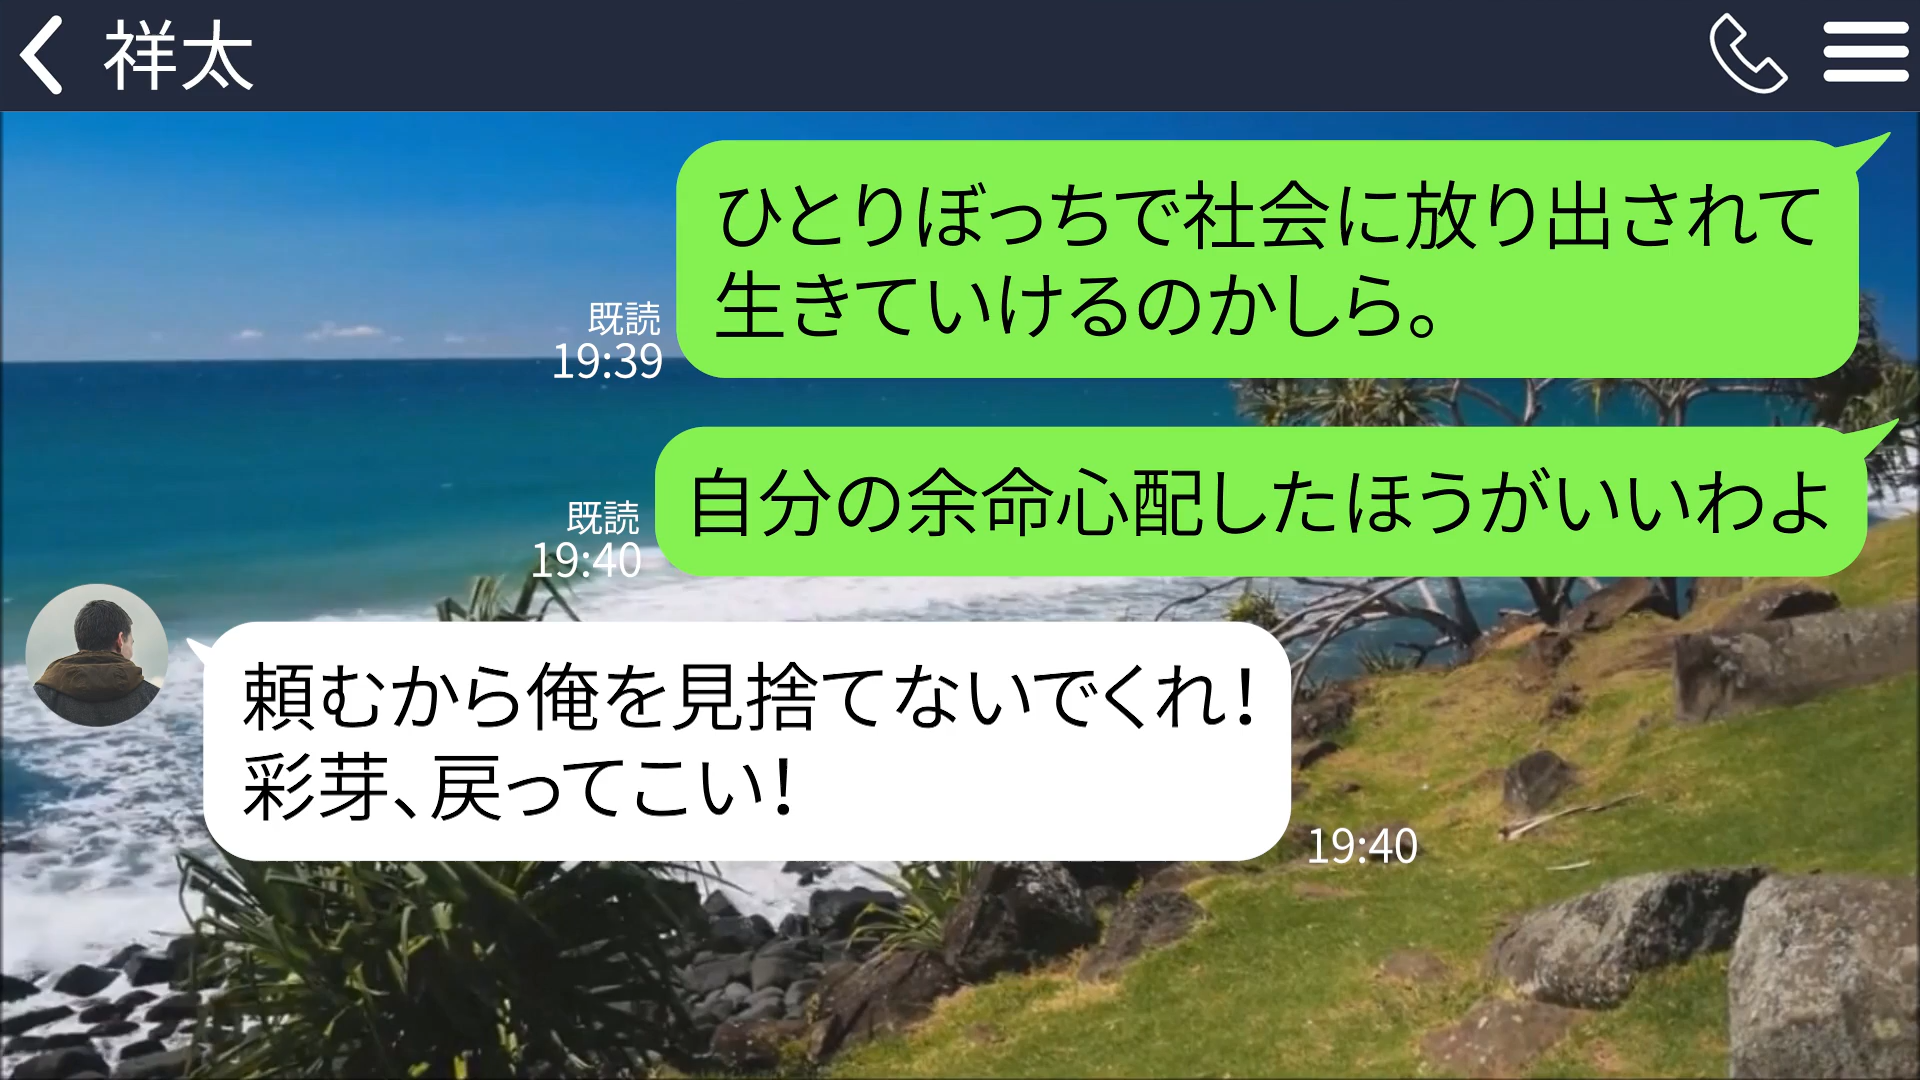 祥太
ひとりぼっちで社会に放り出されて
生きていけるのかしら。
既読
19:39
自分の余命心配したほうがいいわよ
既読
19:40
頼むから俺を見捨てないでくれ！
彩芽、戻ってこい！
19:40